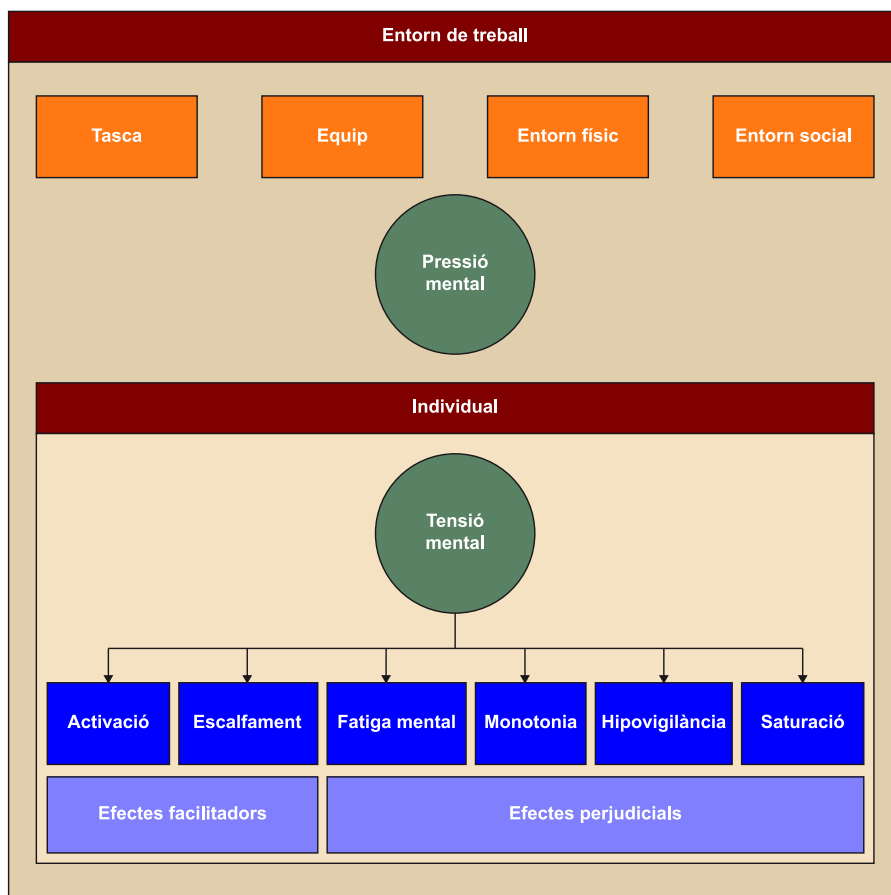 Entorn de treball
Tasca
Equip
Entorn físic
Entorn social
Pressió
mental
Individual
Tensió
mental
Activació
Escalfament
Fatiga mental
Monotonia
Hipovigilància
Saturació
Efectes facilitadors
Efectes perjudicials